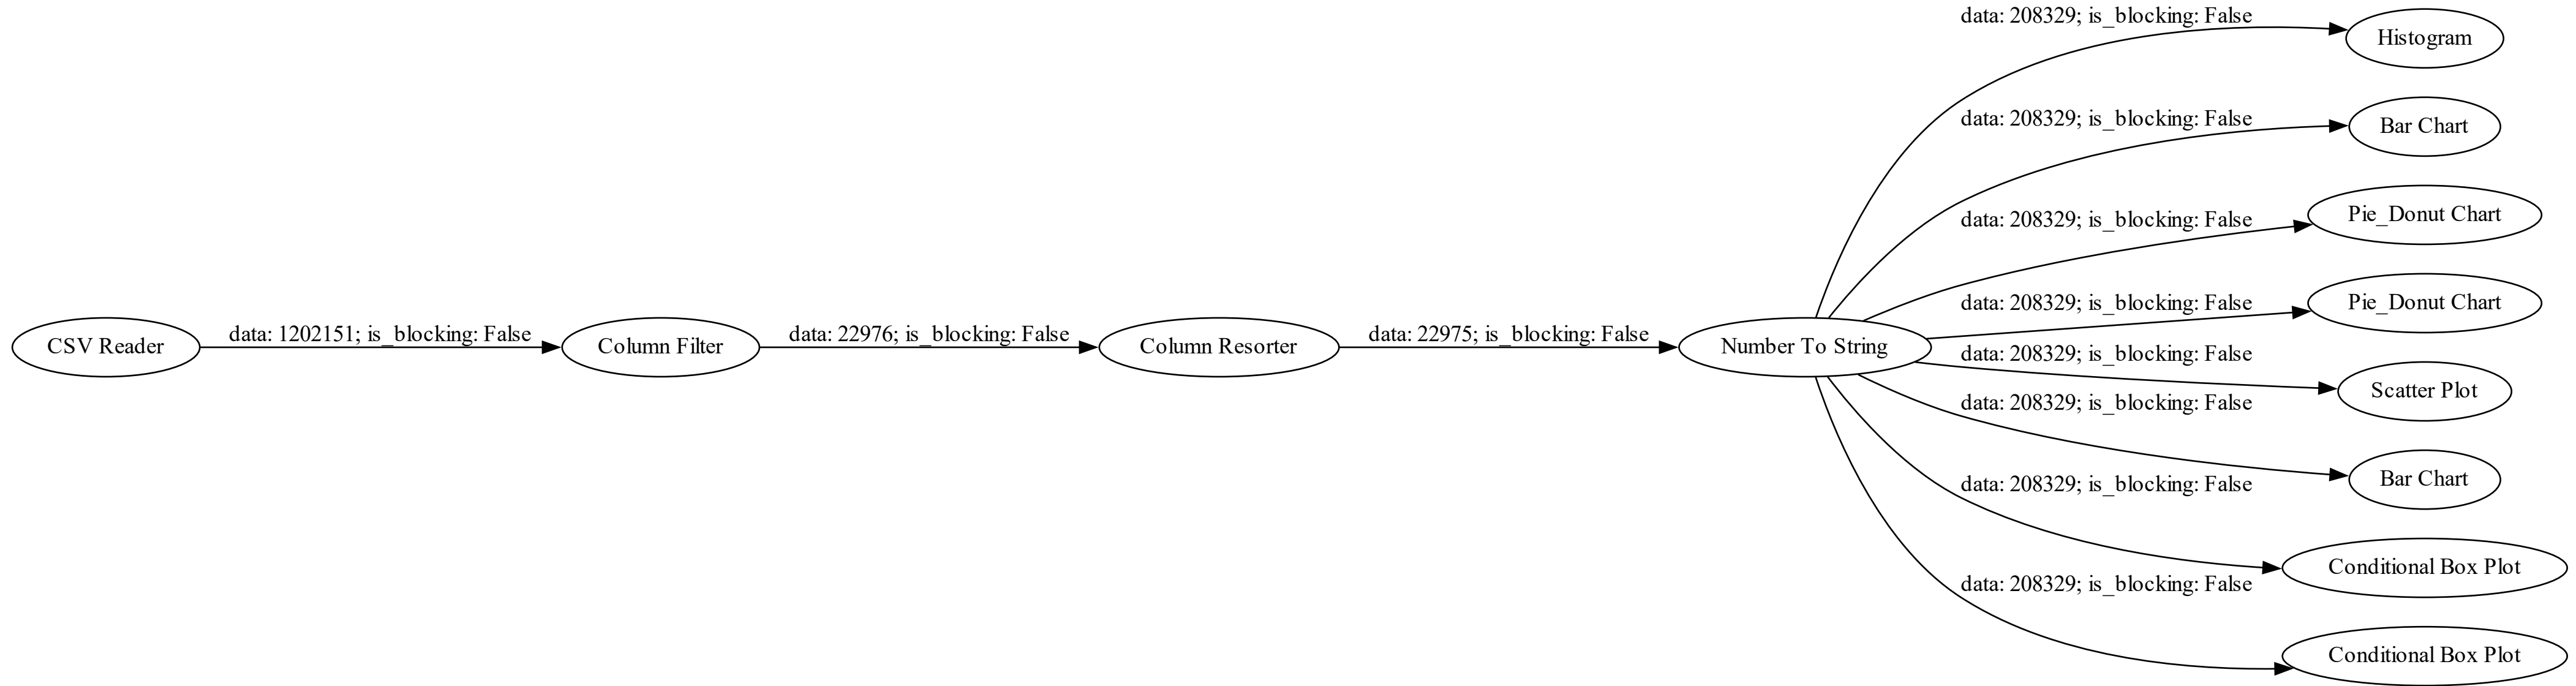 data: 208329; is_blocking: False
Histogram
data: 208329; is_blocking: False
Bar Chart
data: 208329; is_blocking: False
Pie_Donut Chart
data: 208329; is_blocking: False
Pie_Donut Chart
CSV Reader
data: 1202151; is_blocking: False
Column Filter
data: 22976; is_blocking: False
Column Resorter
data: 22975; is_blocking: False
Number To String
data: 208329; is_blocking: False
Scatter Plot
data: 208329; is_blocking: False
Bar Chart
data: 208329; is_blocking: False
Conditional Box Plot
data: 208329; is_blocking: False
Conditional Box Plot